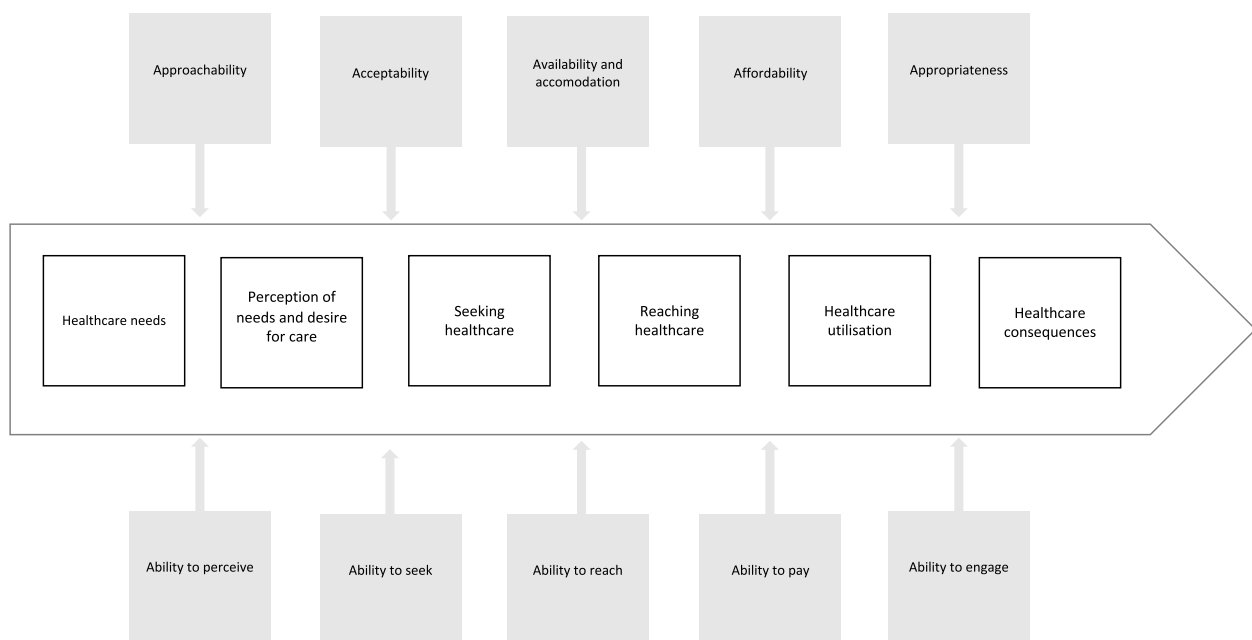 Approachability
Acceptability
Availability and
accomodation
Affordability
Appropriateness
Healthcare needs
Perception of
needs and desire
for care
Seeking
healthcare
Reaching
healthcare
Healthcare
utilisation
Healthcare
consequences
Ability to perceive
Ability to seek
Ability to reach
Ability to pay
Ability to engage